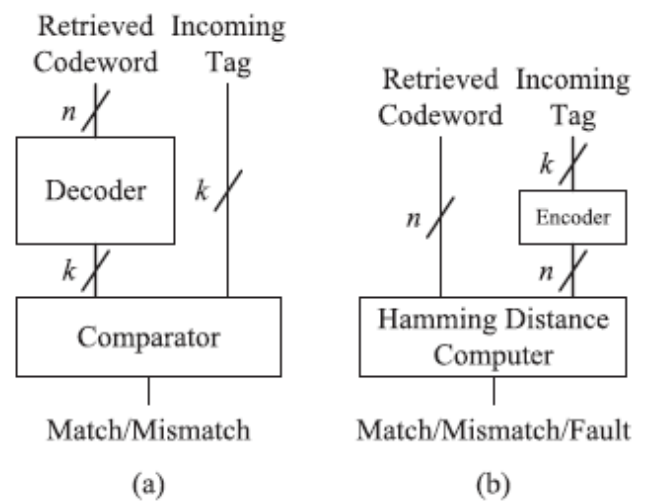 Retrieved Codeword
Incoming Tag
n
Decoder
k
k
Comparator
Match/Mismatch
(a)
Retrieved Codeword
Incoming Tag
k
n
Encoder
n
Hamming Distance
Computer
Match/Mismatch/Fault
(b)